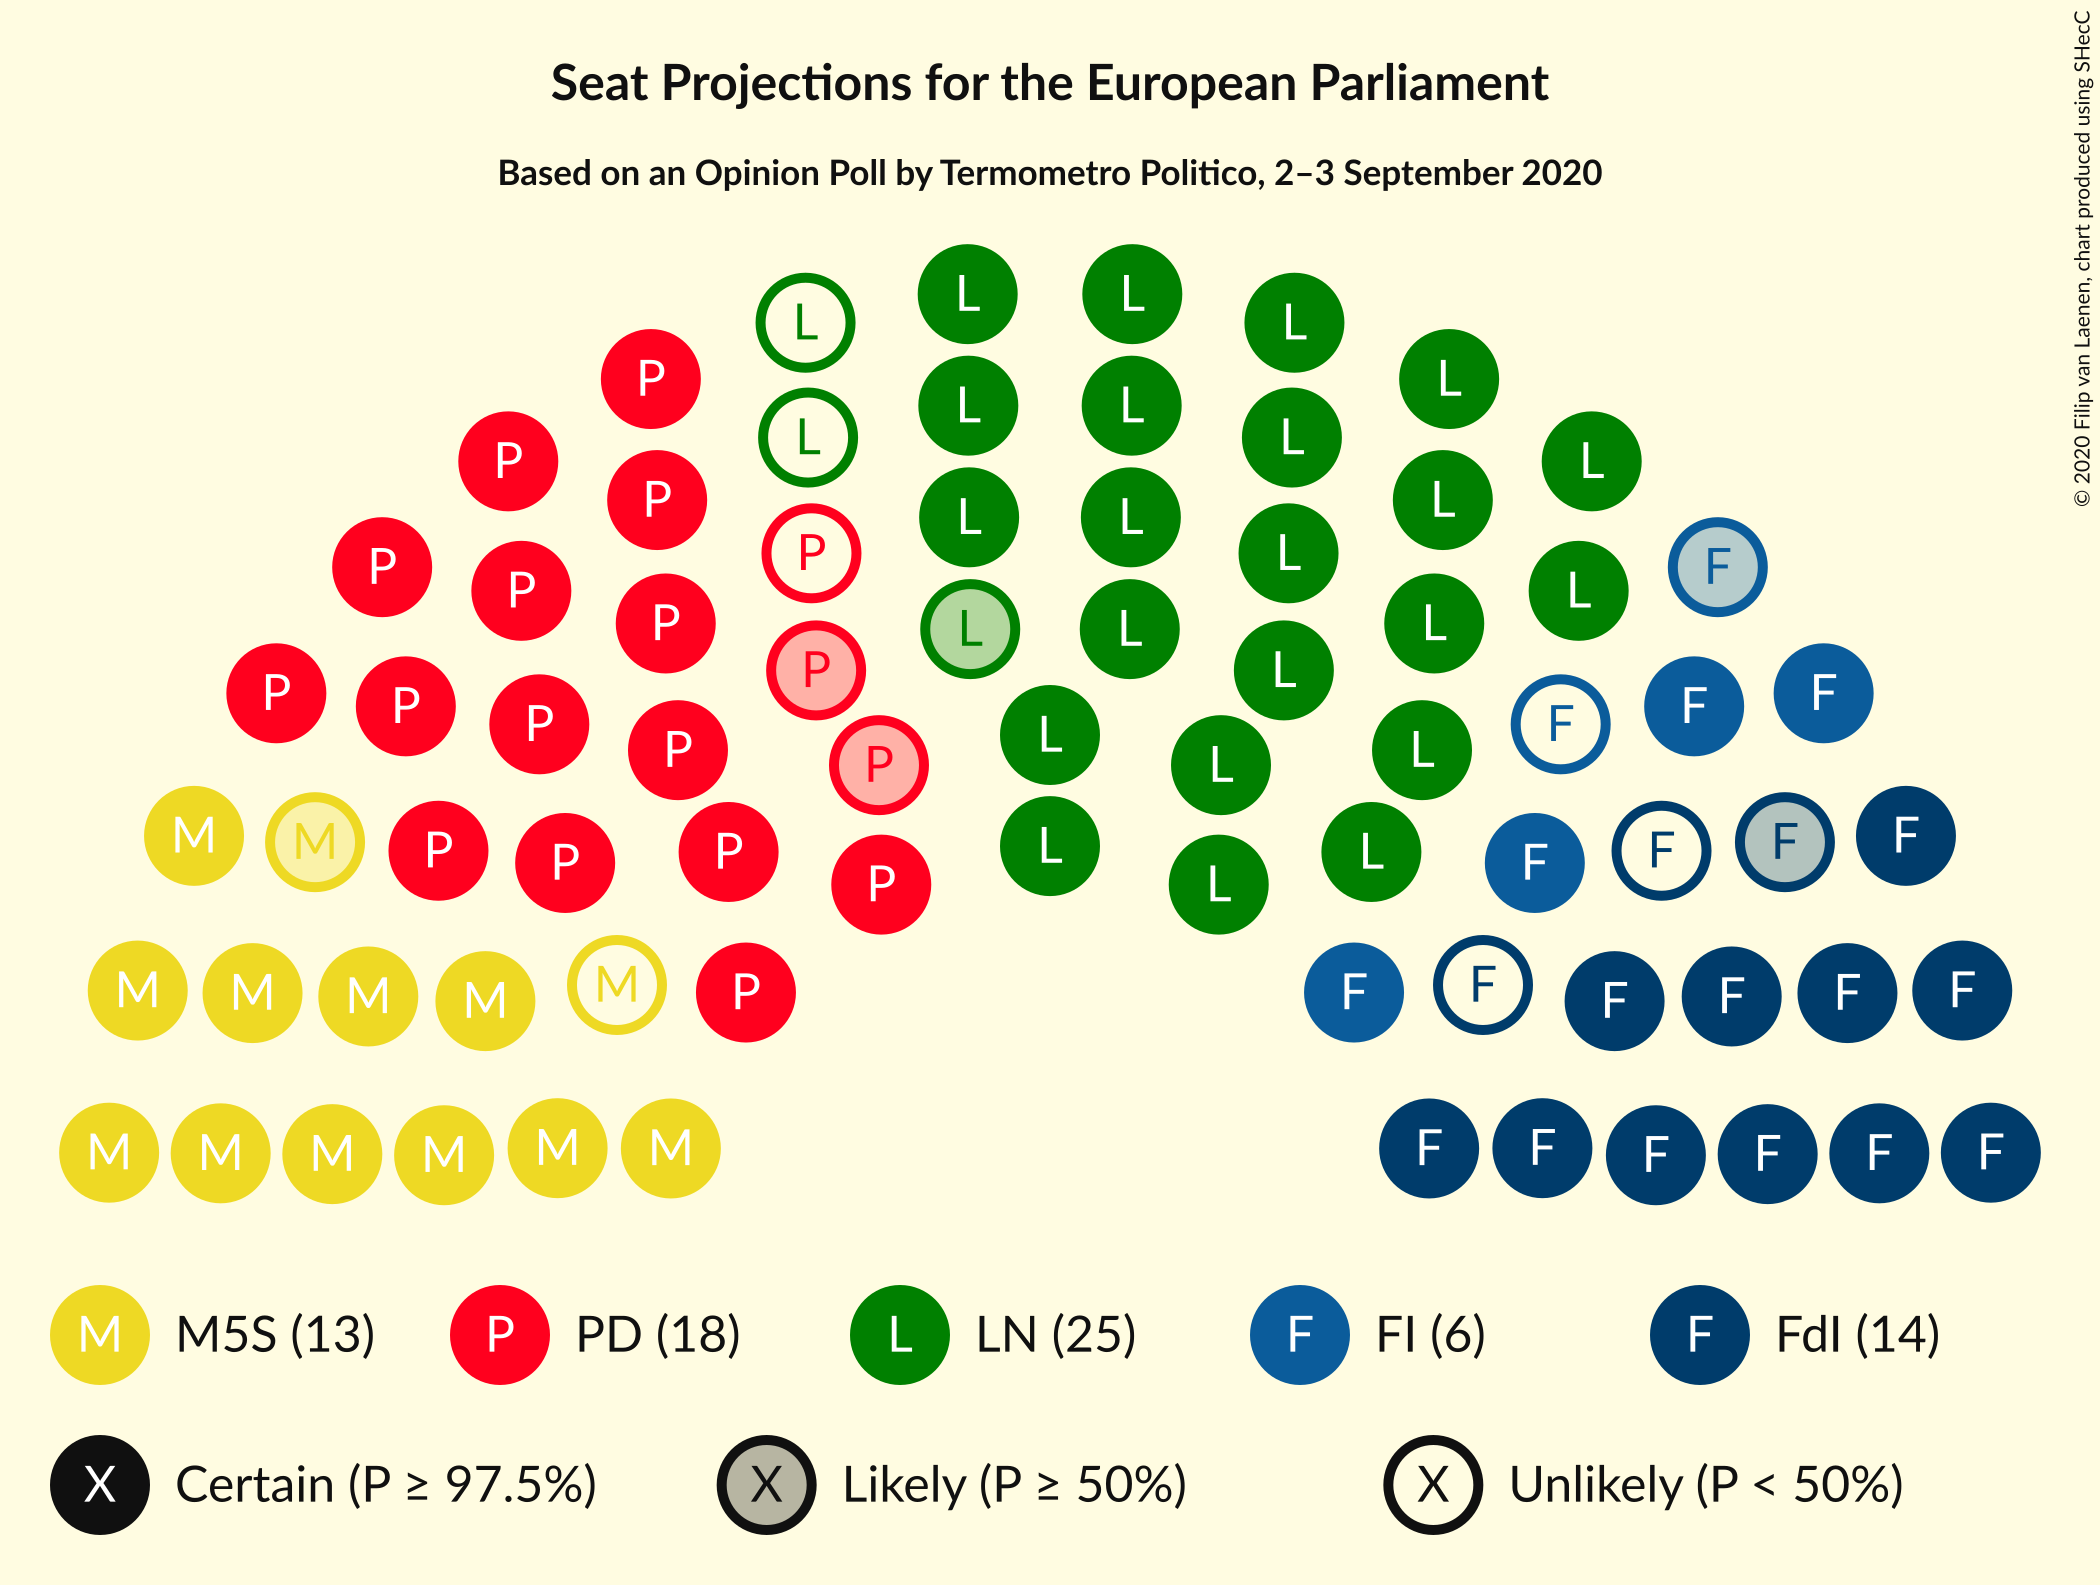 Seat Projections for the European Parliament
Based on an Opinion Poll by Termometro Politico, 2–3 September 2020
© 2020 Filip van Laenen, chart produced using SHecC
L L
L L
P L
L L
P L
L L L
P L
P L
L L
P P L
P L F
P L
P L
L L
P L
P P F F
P F
L
P L
P L
M F
M P F F
L
P L
P F
P L
M M M M M P F F F F F F
M M M M M M F F F F F F
M M5S (13) P PD (18) L LN (25) F FI (6) F FdI (14)
X Certain (P ≥ 97.5%) X Likely (P ≥ 50%) X Unlikely (P < 50%)